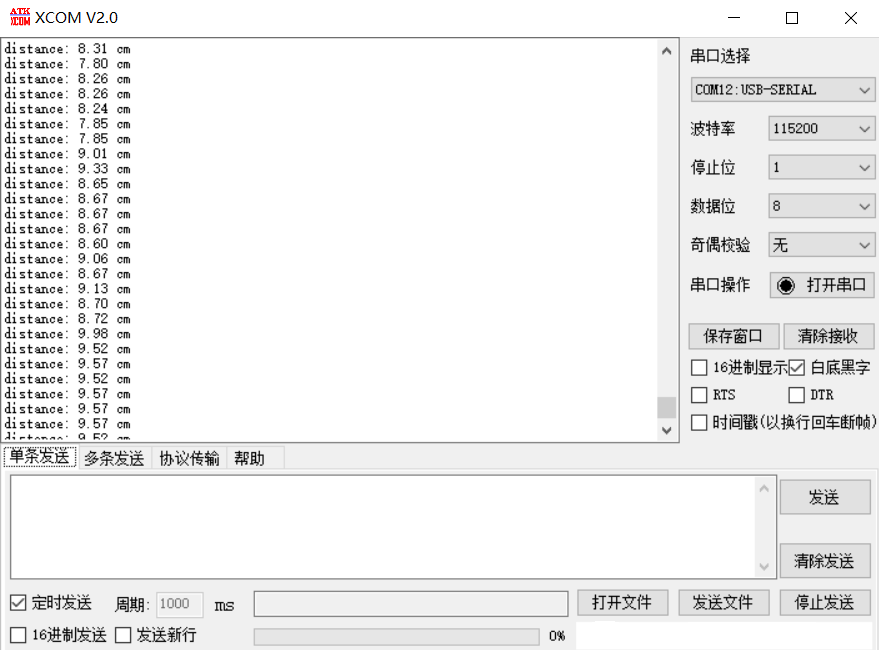 ATK XCOM XCOM V2.0
distance: 8.31 cm
distance: 7.80 cm
distance: 8.26 cm
distance: 8.26 cm
distance: 8.24 cm
distance: 7.85 cm
distance: 7.85 cm
distance: 9.01 cm
distance: 9.33 cm
distance: 8.65 cm
distance: 8.67 cm
distance: 8.67 cm
distance: 8.67 cm
distance: 8.60 cm
distance: 9.06 cm
distance: 8.67 cm
distance: 9.13 cm
distance: 8.70 cm
distance: 8.72 cm
distance: 9.98 cm
distance: 9.52 cm
distance: 9.57 cm
distance: 9.52 cm
distance: 9.57 cm
distance: 9.57 cm
distance: 9.57 cm
distance: 9.52 cm
串口选择
COM12:USB-SERIAL
波特率 115200
停止位 1
数据位 8
奇偶校验 无
串口操作 打开串口
保存窗口 清除接收
16进制显示 白底黑字
RTS DTR
时间戳(以换行回车断帧)
单条发送 多条发送 协议传输 帮助
发送
清除发送
定时发送 周期: 1000 ms 打开文件 发送文件 停止发送
16进制发送 发送新行 0%